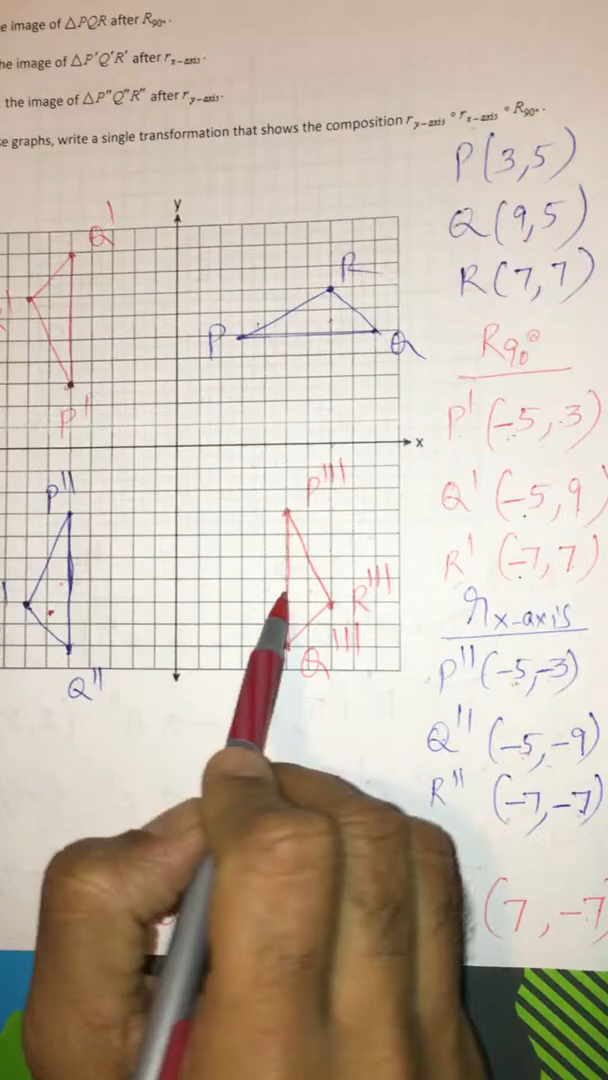 e image of △PQR after R90°.
he image of △P'Q'R' after rx−axis.
the image of △P"Q"R" after ry−axis.
e graphs, write a single transformation that shows the composition ry−axis ° rx−axis ° R90°.
P(3,5)
Q(9,5)
R(7,7)
y
Q'
R
P
Q
R90°
P'
P'(-5,3)
x
P"
P'''
Q'(-5,9)
R'(-7,7)
R'''
rx-axis
Q'''
P"(-5,-3)
Q"
Q"(-5,-9)
R"(-7,-7)
(7,-7